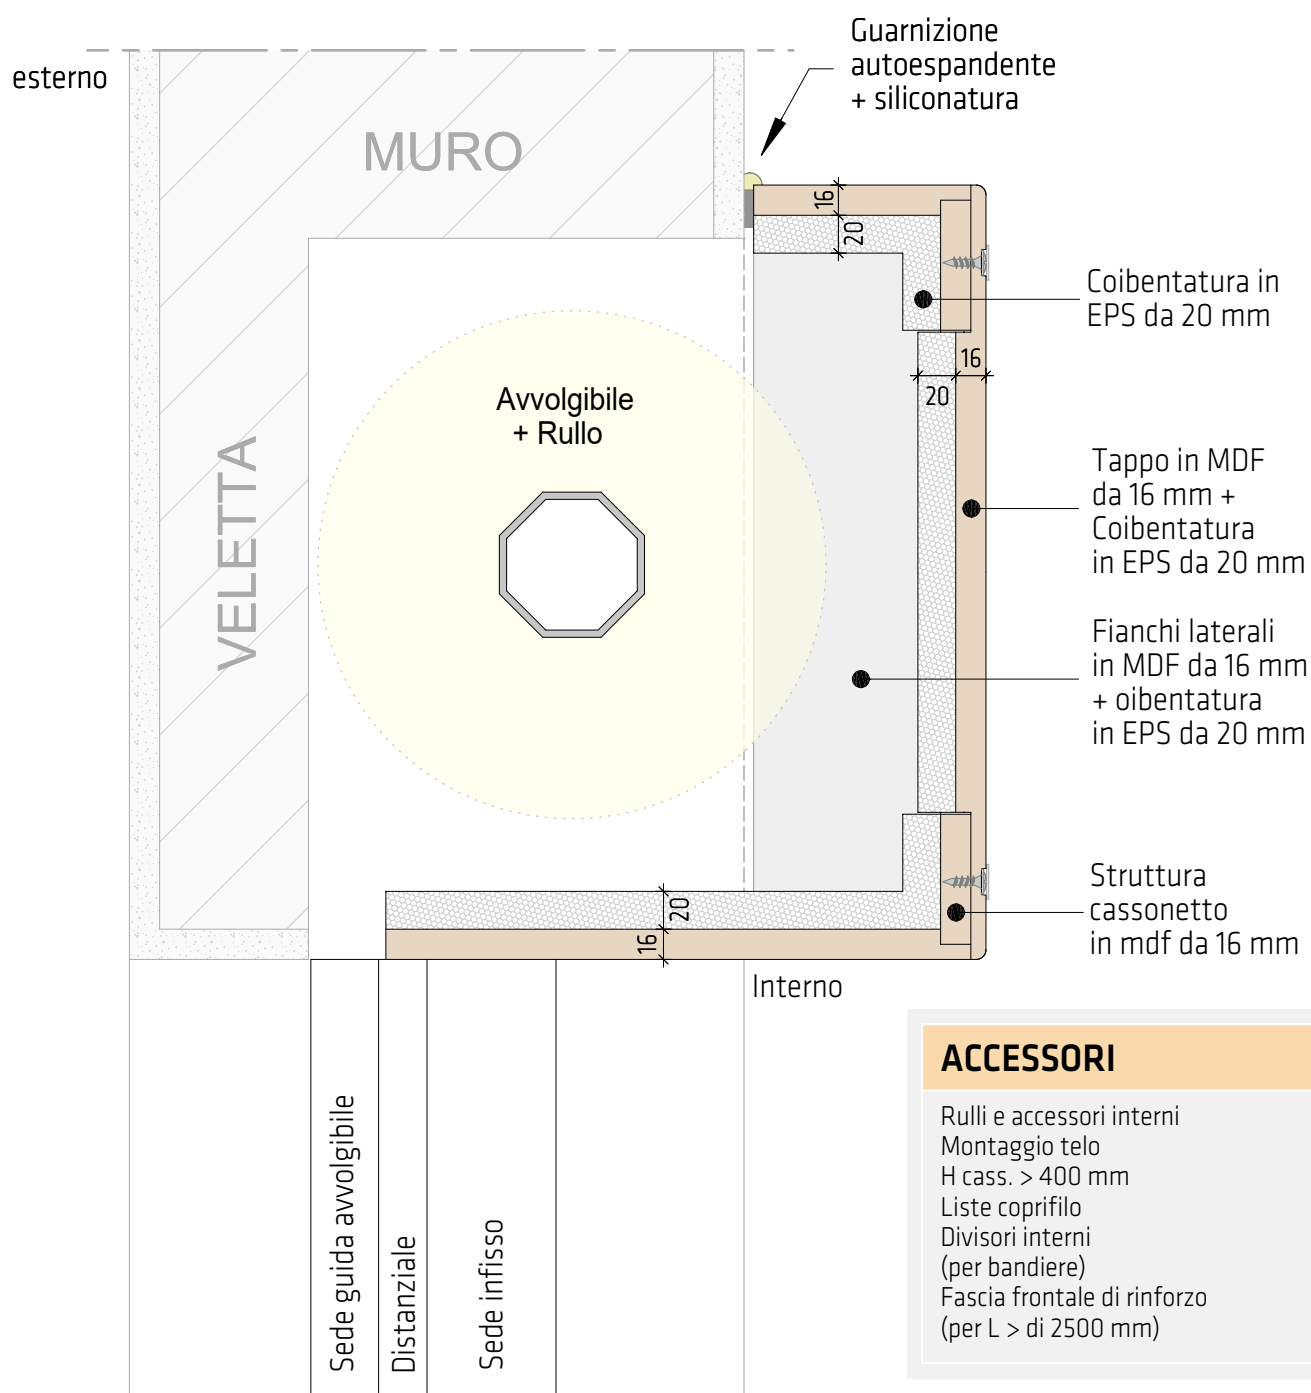 esterno
Guarnizione
autoespandente
+ siliconatura
MURO
16
20
Coibentatura in
EPS da 20 mm
16
20
Avvolgibile
+ Rullo
VELETTA
Tappo in MDF
da 16 mm +
Coibentatura
in EPS da 20 mm
Fianchi laterali
in MDF da 16 mm
+ oibentatura
in EPS da 20 mm
Struttura
cassonetto
in mdf da 16 mm
20
16
Interno
Sede guida avvolgibile
Distanziale
Sede infisso
ACCESSORI
Rulli e accessori interni
Montaggio telo
H cass. > 400 mm
Liste coprifilo
Divisori interni
(per bandiere)
Fascia frontale di rinforzo
(per L > di 2500 mm)